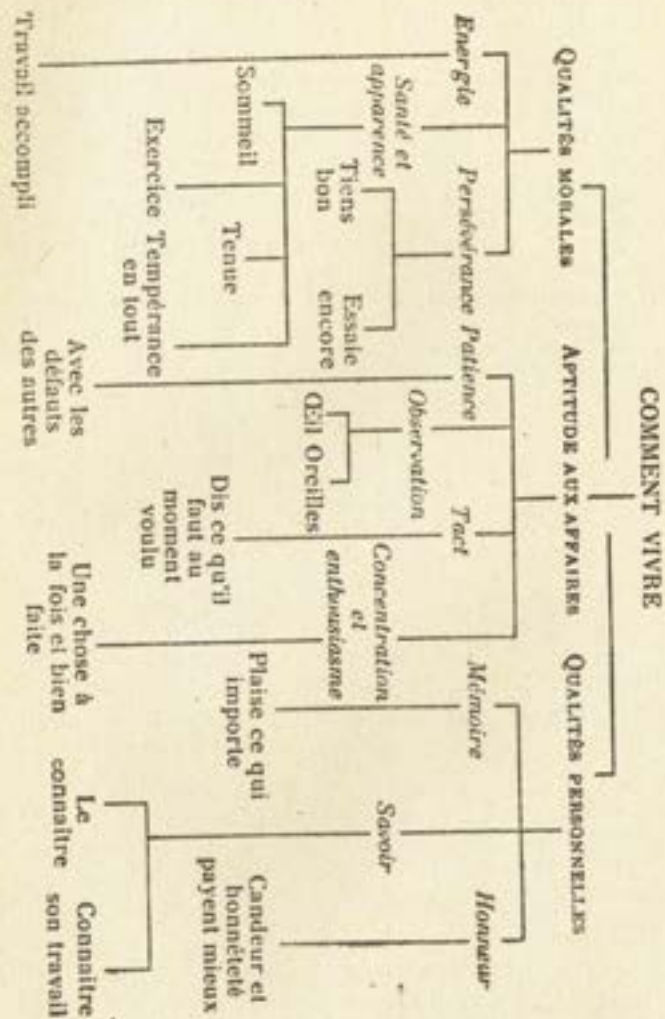 COMMENT VIVRE
QUALITÉS MORALES
APTITUDE AUX AFFAIRES
QUALITÉS PERSONNELLES
Energie
Santé et
apparence
Persévérance
Patience
Observation
Tact
Concentration
et
enthousiasme
Mémoire
Savoir
Honneur
Tiens
bon
Essaie
encore
Sommeil
Exercice
Tenue
Tempérance
en tout
Œil
Oreilles
Dis ce qu'il
faut au
moment
voulu
Plaise ce qui
importe
Candeur et
honnêteté
payent mieux
Travail accompli
Avec les
défauts
des autres
Une chose à
la fois et bien
faite
Le
connaitre
Connaitre
son travail